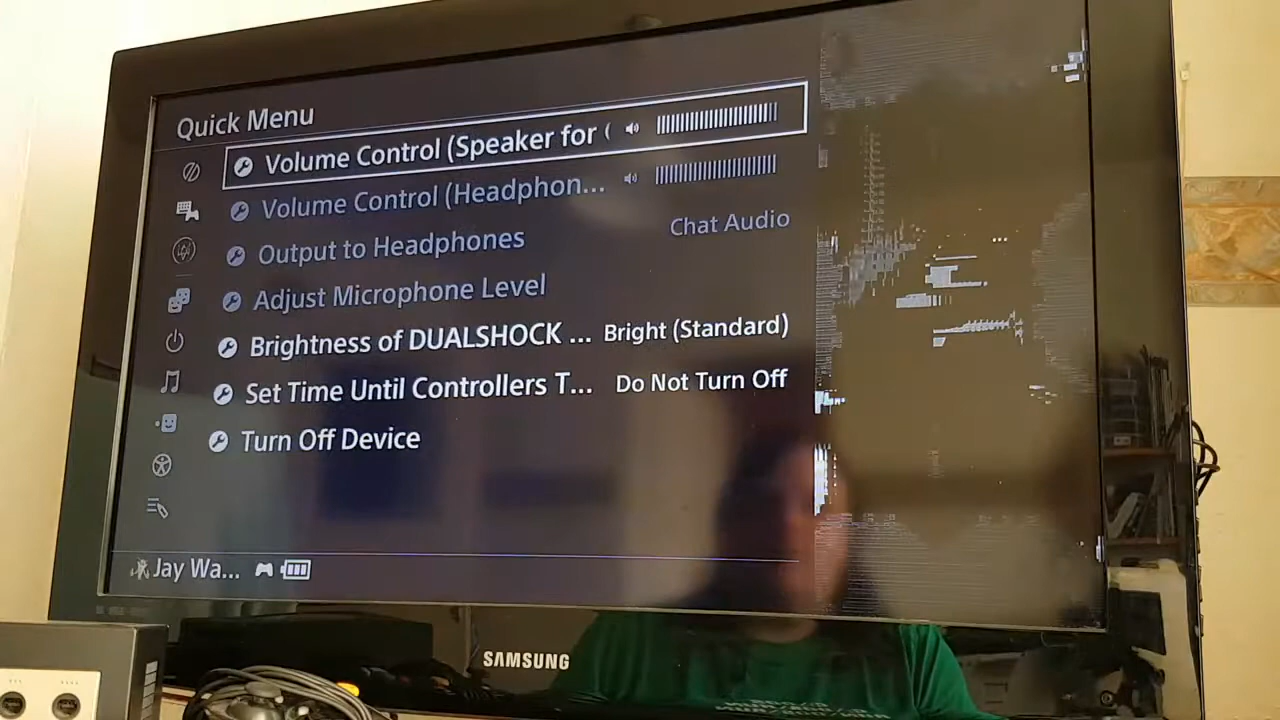 Quick Menu
Volume Control (Speaker for (
Volume Control (Headphon...
Output to Headphones Chat Audio
Adjust Microphone Level
Brightness of DUALSHOCK ... Bright (Standard)
Set Time Until Controllers T... Do Not Turn Off
Turn Off Device
Jay Wa...
SAMSUNG